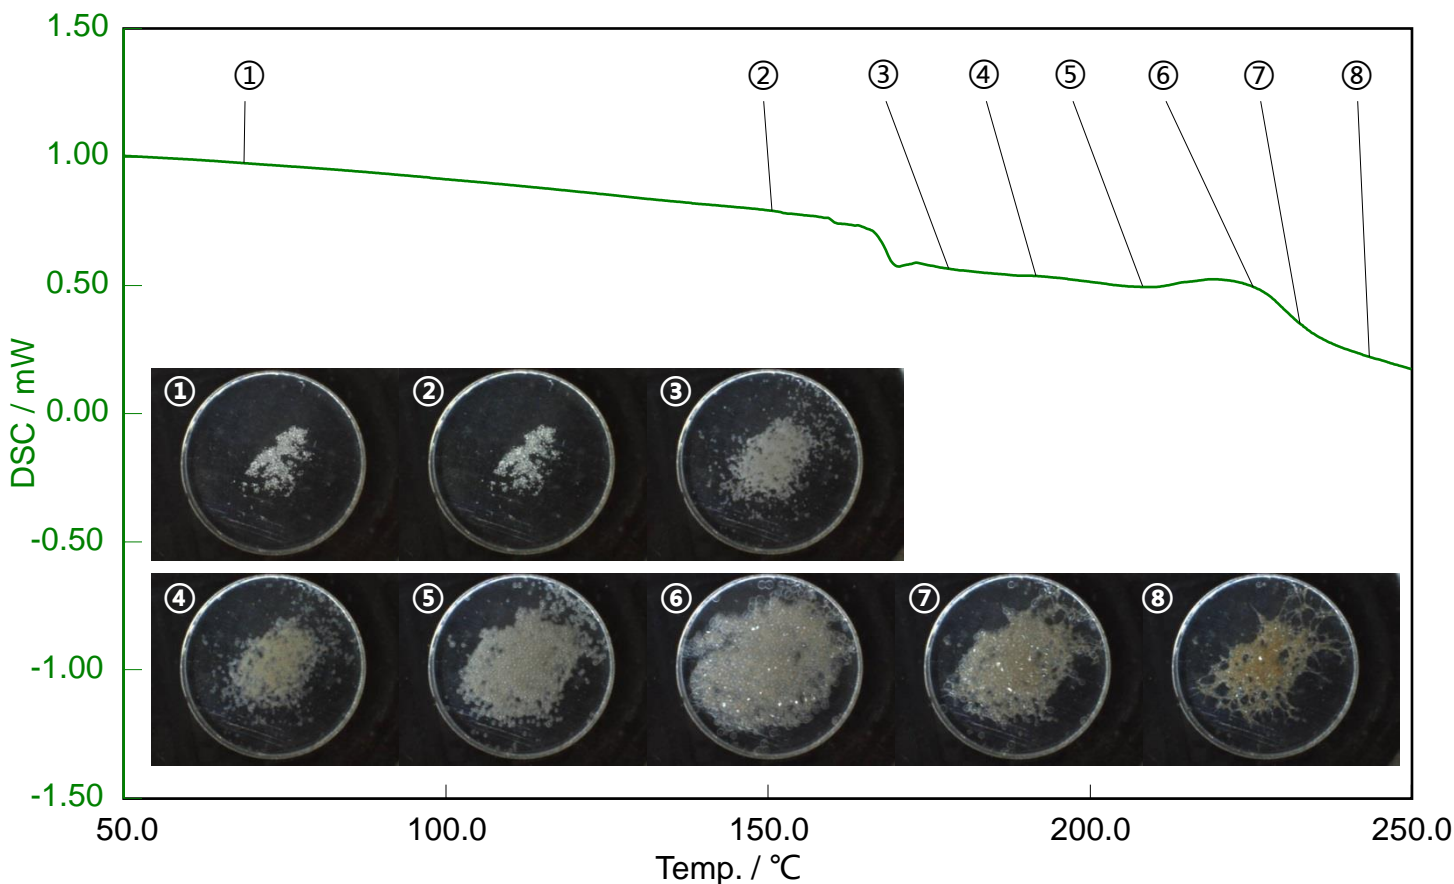 1.50
① ② ③ ④ ⑤ ⑥ ⑦ ⑧
1.00
0.50
① ② ③
0.00
DSC / mW
-0.50
④ ⑤ ⑥ ⑦ ⑧
-1.00
-1.50
50.0 100.0 150.0 200.0 250.0
Temp. / ℃